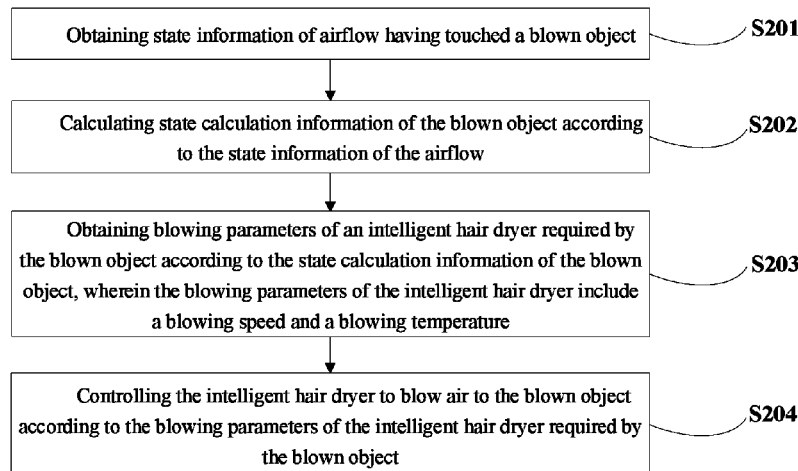 Obtaining state information of airflow having touched a blown object
S201
Calculating state calculation information of the blown object according
to the state information of the airflow
S202
Obtaining blowing parameters of an intelligent hair dryer required by
the blown object according to the state calculation information of the blown
object, wherein the blowing parameters of the intelligent hair dryer include
a blowing speed and a blowing temperature
S203
Controlling the intelligent hair dryer to blow air to the blown object
according to the blowing parameters of the intelligent hair dryer required by
the blown object
S204